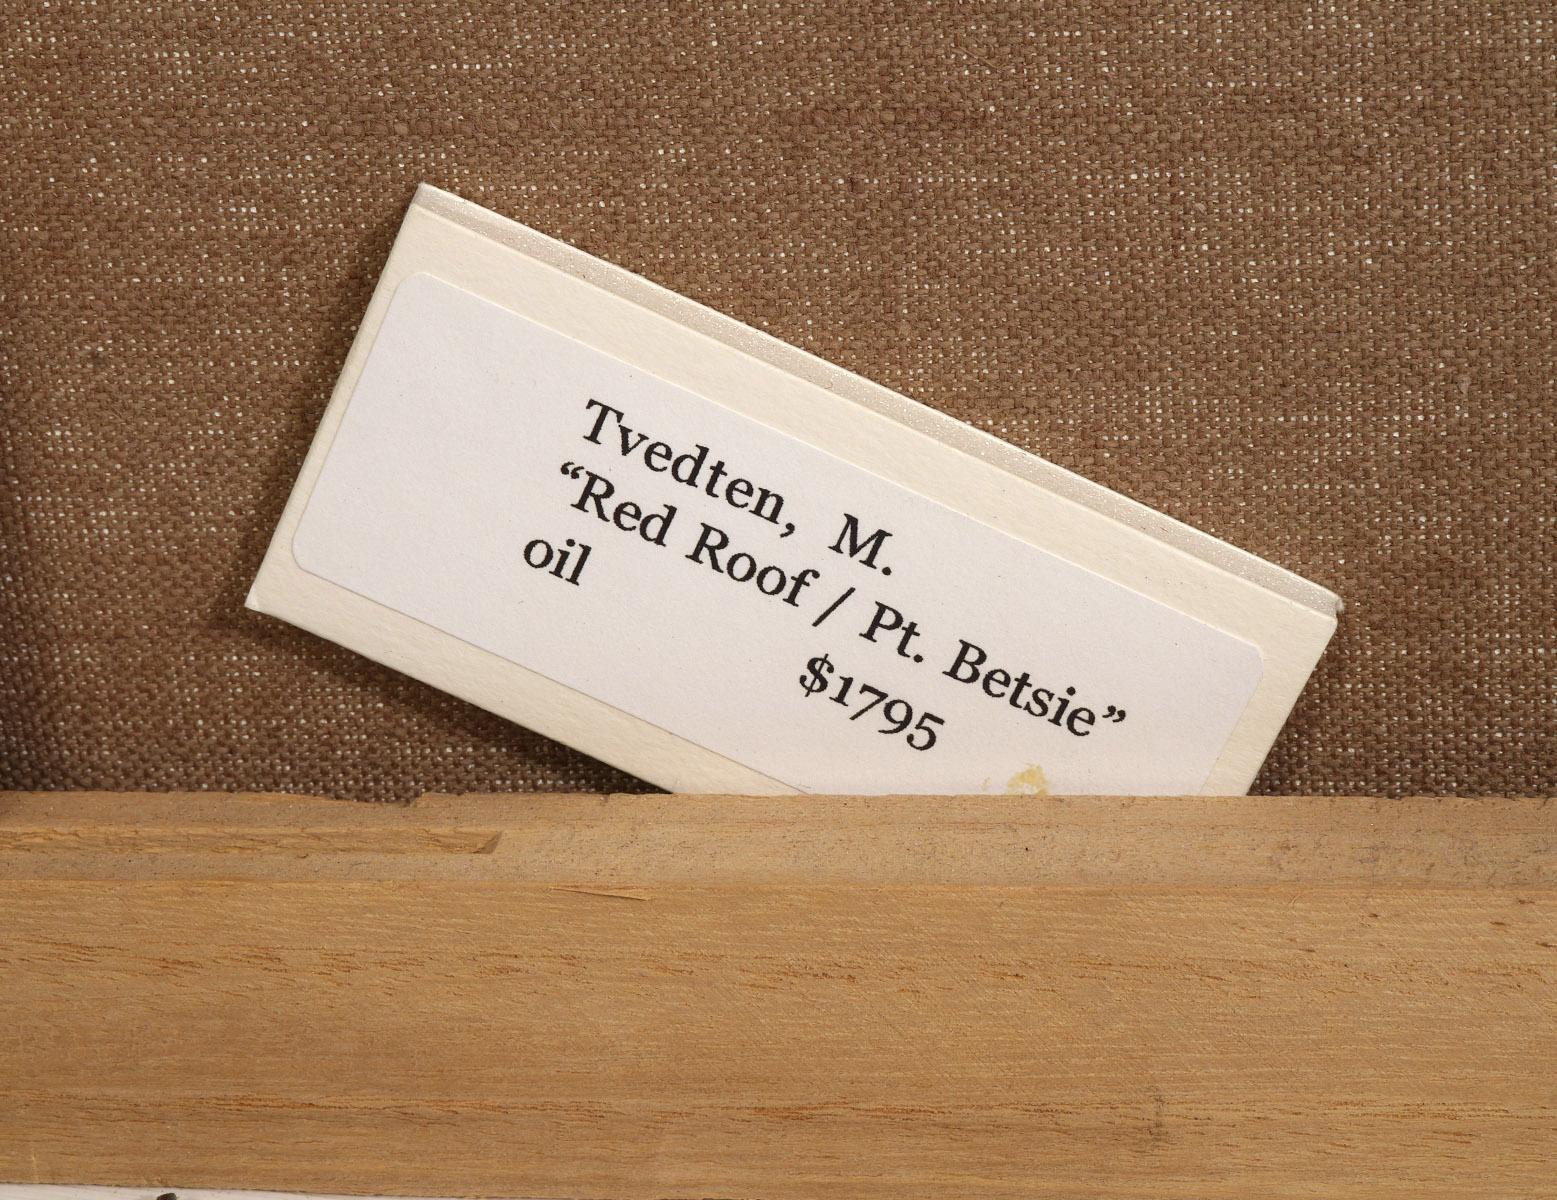 Tvedten, M.
“Red Roof / Pt. Betsie”
oil
$1795